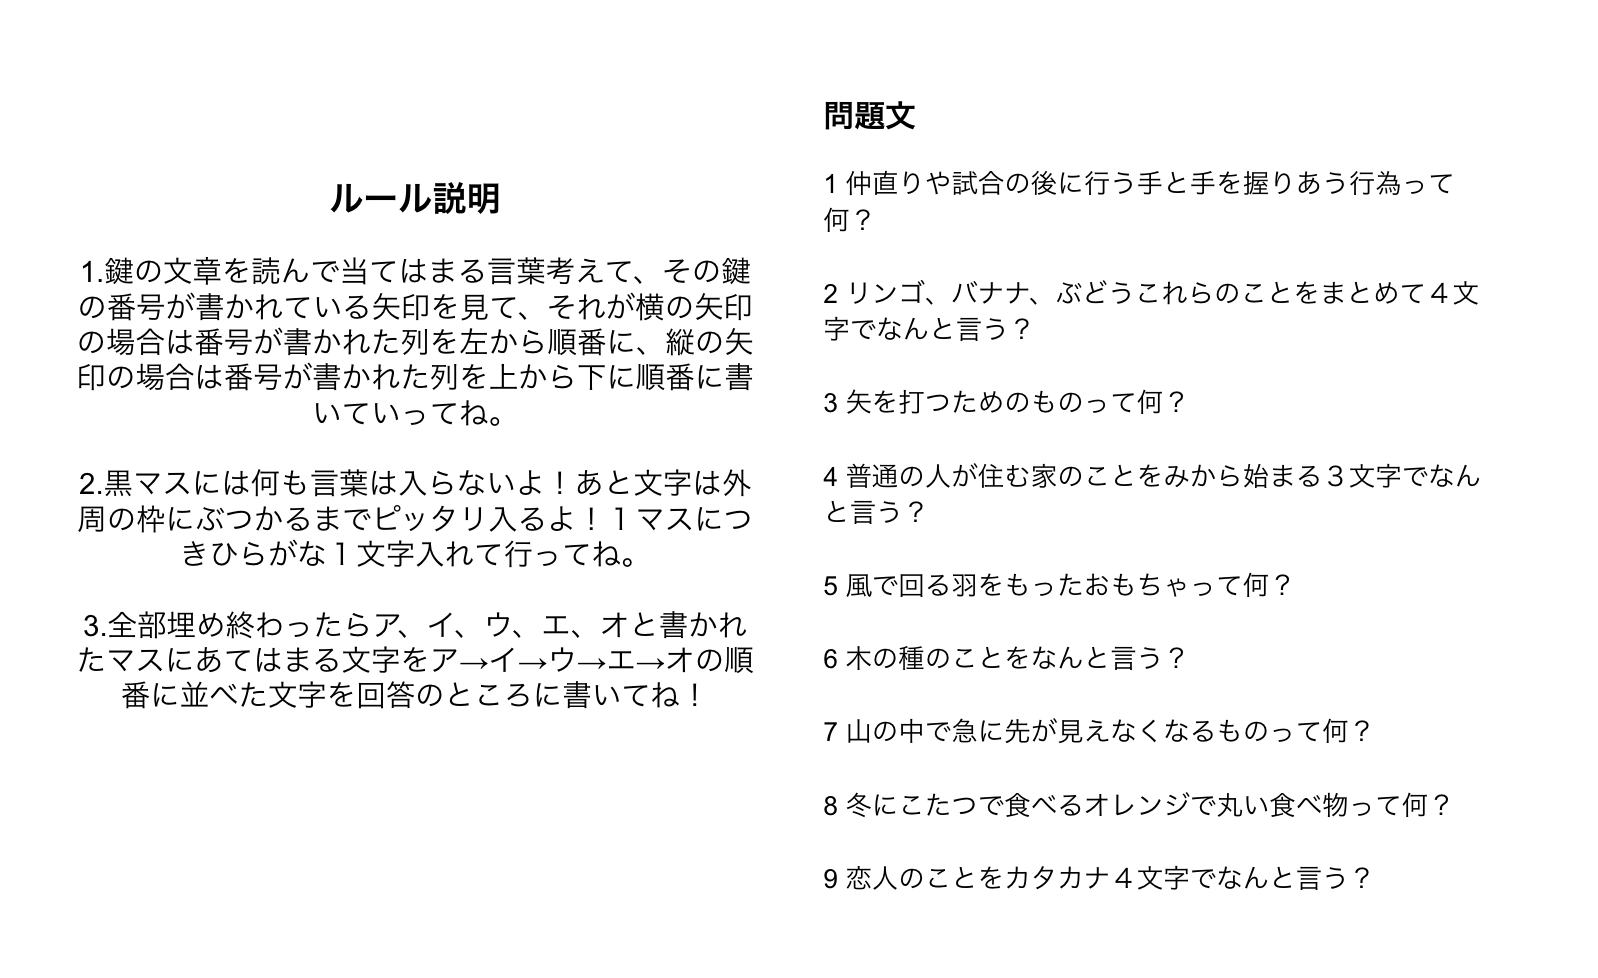 ルール説明
1.鍵の文章を読んで当てはまる言葉考えて、その鍵
の番号が書かれている矢印を見て、それが横の矢印
の場合は番号が書かれた列を左から順番に、縦の矢
印の場合は番号が書かれた列を上から下に順番に書
いていってね。
2.黒マスには何も言葉は入らないよ！あと文字は外
周の枠にぶつかるまでピッタリ入るよ！１マスにつ
きひらがな１文字入れて行ってね。
3.全部埋め終わったらア、イ、ウ、エ、オと書かれ
たマスにあてはまる文字をア→イ→ウ→エ→オの順
番に並べた文字を回答のところに書いてね！
問題文
1 仲直りや試合の後に行う手と手を握りあう行為って
何？
2 リンゴ、バナナ、ぶどうこれらのことをまとめて４文
字でなんと言う？
3 矢を打つためのものって何？
4 普通の人が住む家のことをみから始まる３文字でなん
と言う？
5 風で回る羽をもったおもちゃって何？
6 木の種のことをなんと言う？
7 山の中で急に先が見えなくなるものって何？
8 冬にこたつで食べるオレンジで丸い食べ物って何？
9 恋人のことをカタカナ４文字でなんと言う？